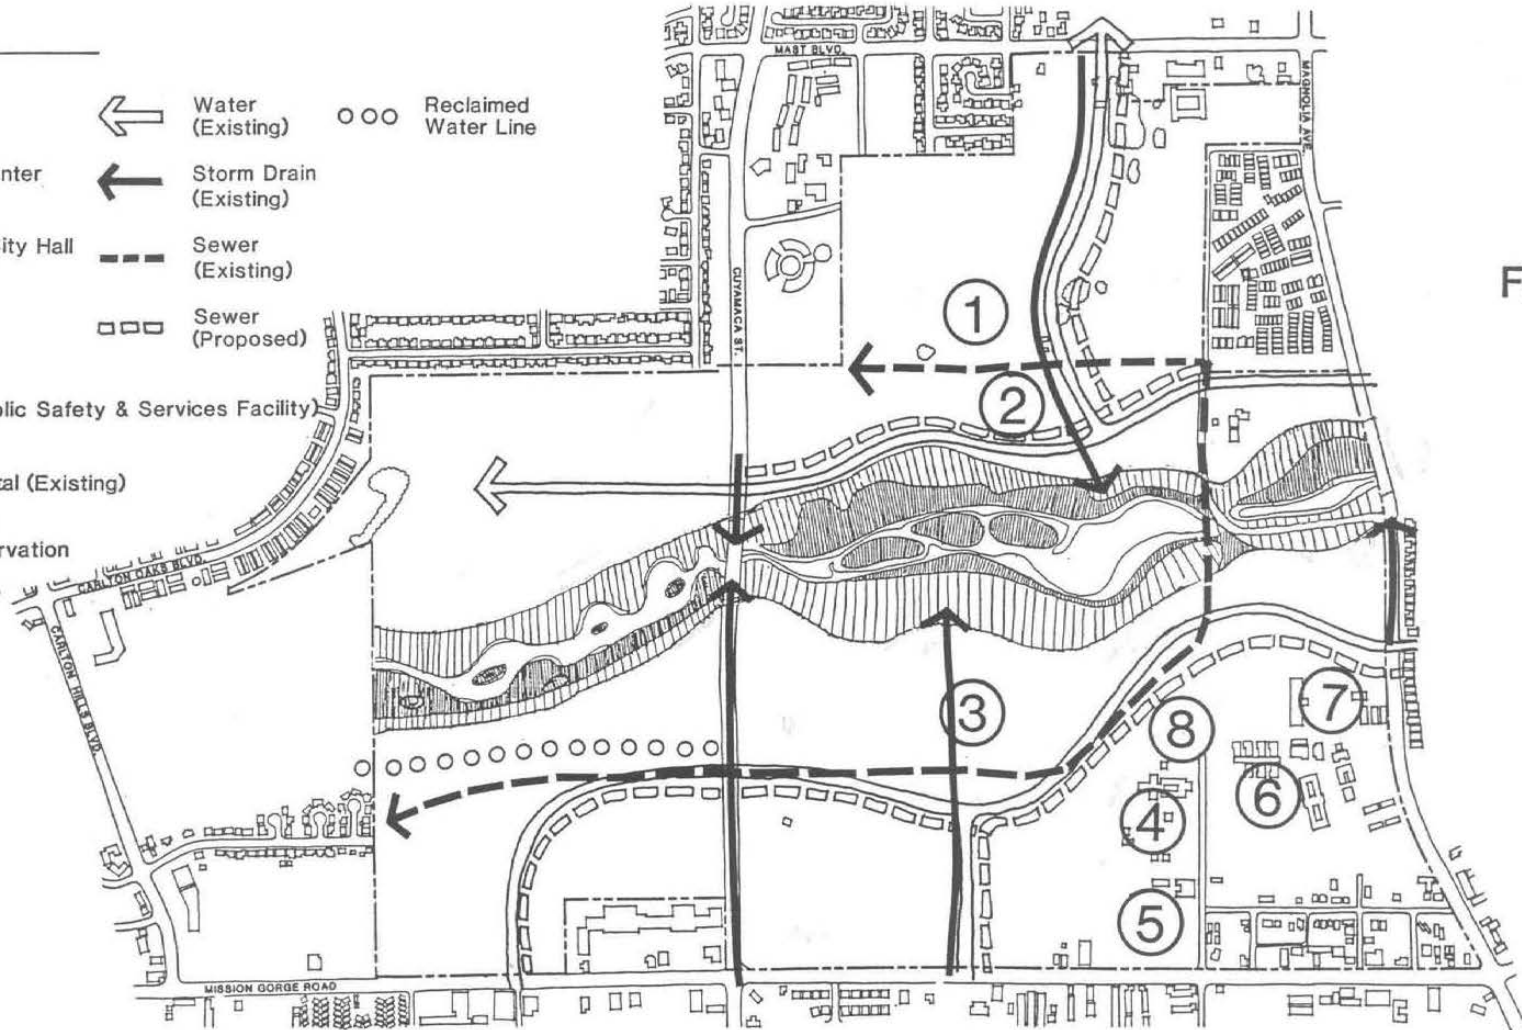 Water
(Existing)
Reclaimed
Water Line
nter
Storm Drain
(Existing)
ity Hall
Sewer
(Existing)
Sewer
(Proposed)
lic Safety & Services Facility)
al (Existing)
rvation
MAST BLVD.
MAGNOLIA AVE.
CUYAMACA ST.
CARLTON OAKS BLVD.
CARLTON HILLS BLVD.
MISSION GORGE ROAD
F
1
2
3
8
7
6
4
5